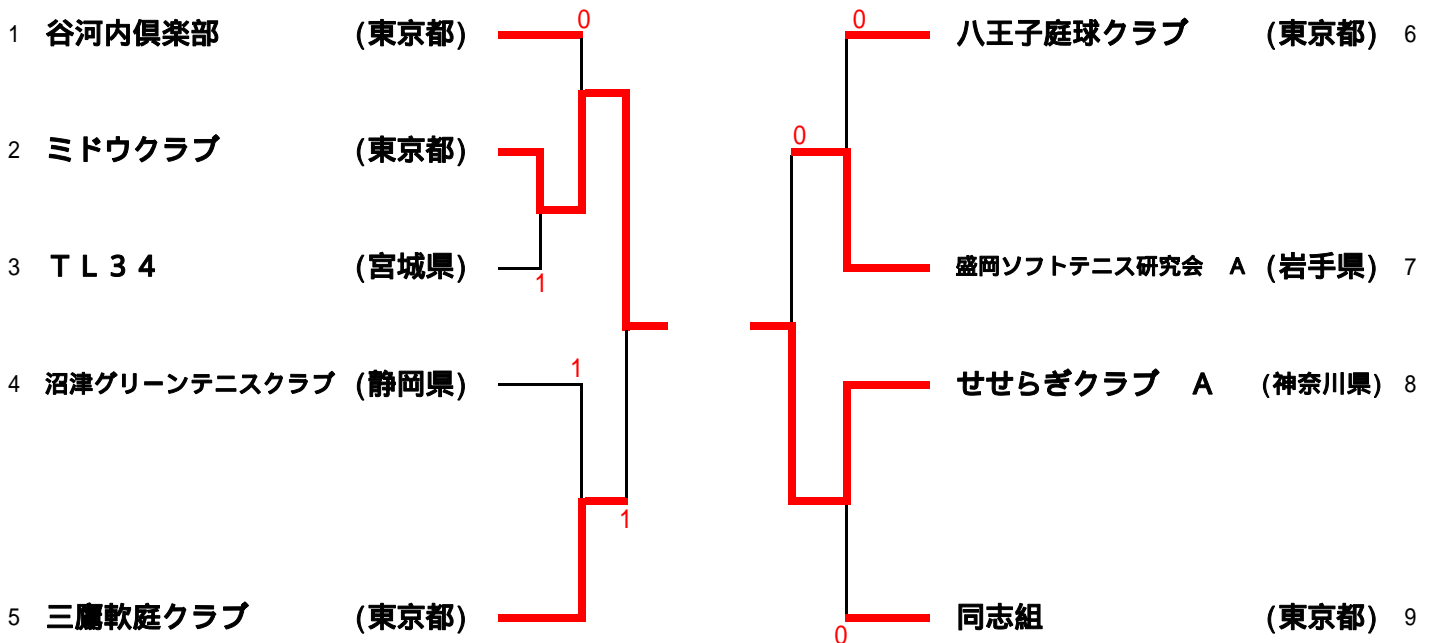 0 0
1 谷河内倶楽部 (東京都) 八王子庭球クラブ (東京都) 6
0
2 ミドウクラブ (東京都)
3 ＴＬ３４ (宮城県) 盛岡ソフトテニス研究会 Ａ (岩手県) 7
1
1
4 沼津グリーンテニスクラブ (静岡県) せせらぎクラブ Ａ (神奈川県) 8
1
5 三鷹軟庭クラブ (東京都) 同志組 (東京都) 9
0